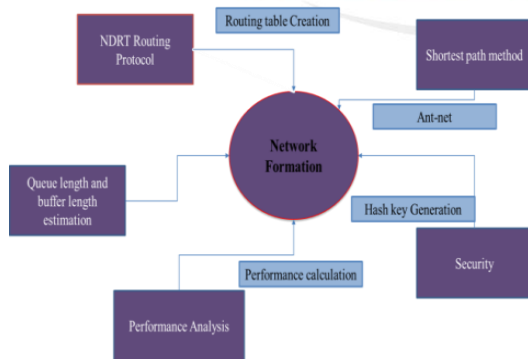 Routing table Creation
NDRT Routing
Protocol
Shortest path method
Ant-net
Network
Formation
Queue length and
buffer length
estimation
Hash key Generation
Security
Performance calculation
Performance Analysis